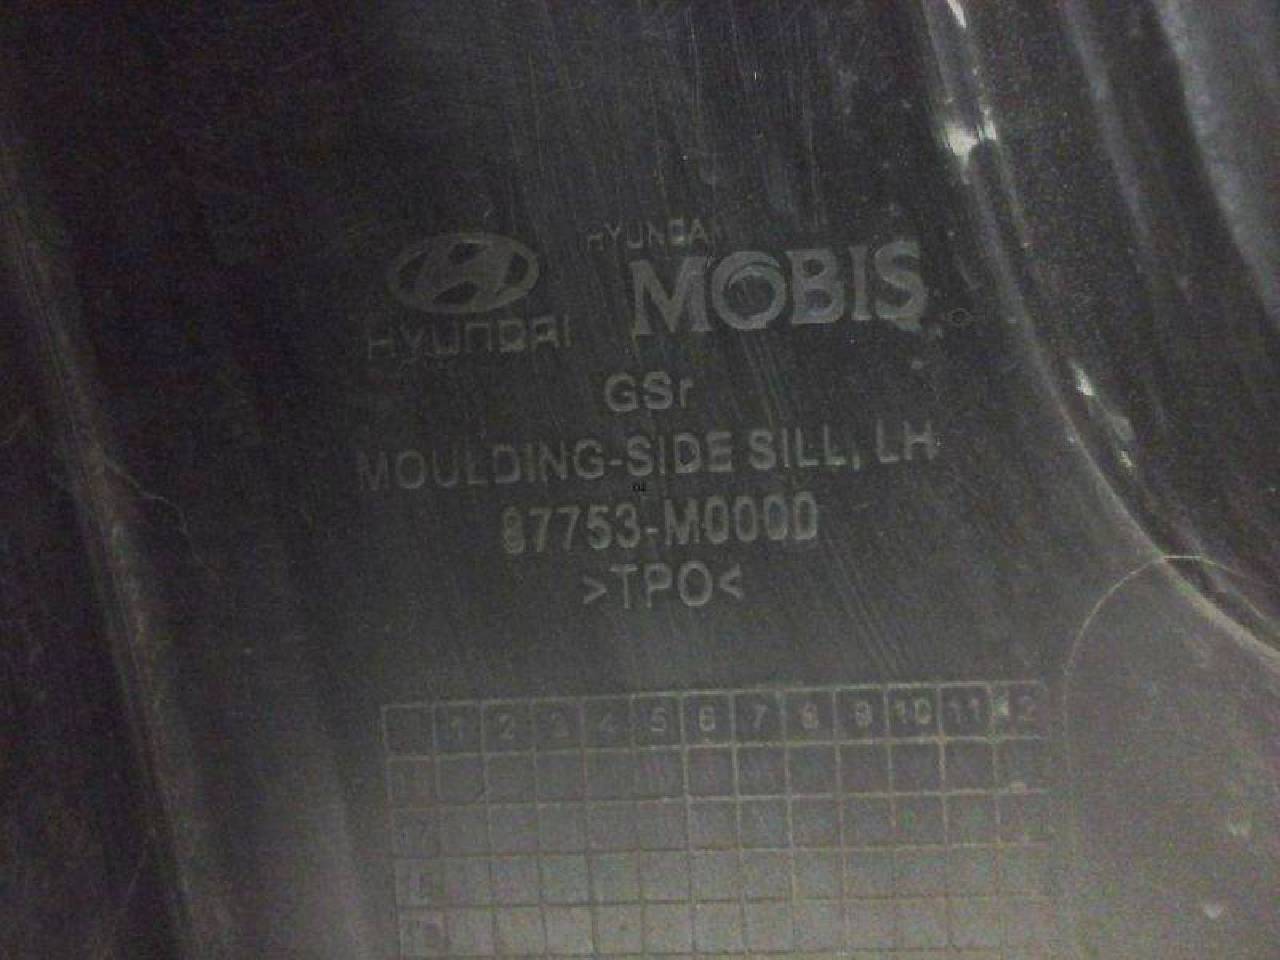 HYUNDAI
HYUNDAI
MOBIS
GSr
MOULDING-SIDE SILL, LH
87753-M0000
>TPO<
1 2 3 4 5 6 7 8 9 10 11 12